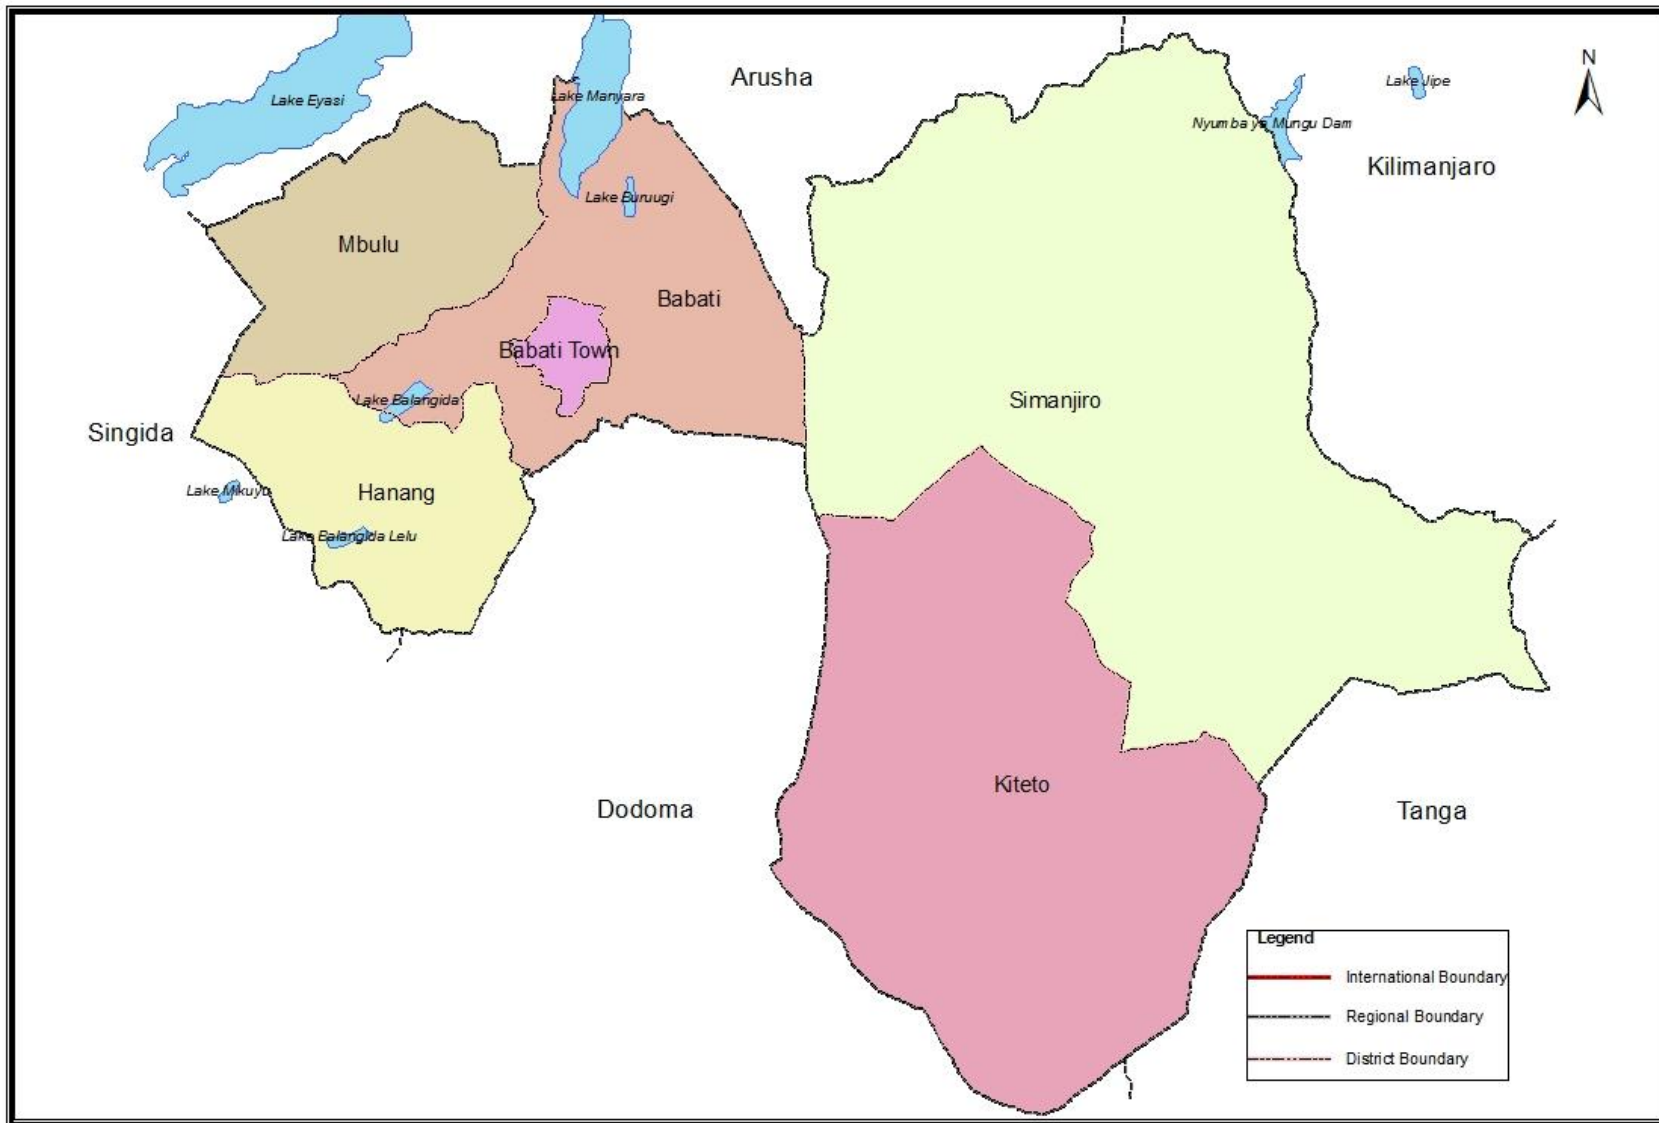 N
Arusha
Lake Jipe
Lake Eyasi
Lake Manyara
Nyumba ya Mungu Dam
Kilimanjaro
Lake Buruugi
Mbulu
Babati
Babati Town
Lake Balangida
Simanjiro
Singida
Lake Mikuyu
Hanang
Lake Balangida Lelu
Kiteto
Dodoma
Tanga
Legend
International Boundary
Regional Boundary
District Boundary